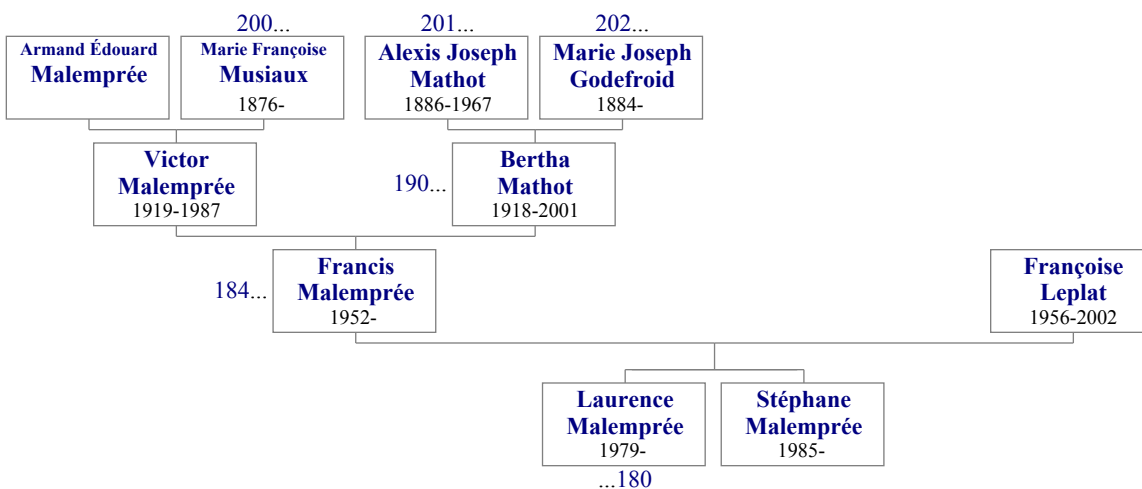 200...
201...
202...
Armand Édouard
Malemprée
Marie Françoise
Musiaux
1876-
Alexis Joseph
Mathot
1886-1967
Marie Joseph
Godefroid
1884-
Victor
Malemprée
1919-1987
190...
Bertha
Mathot
1918-2001
184...
Francis
Malemprée
1952-
Françoise
Leplat
1956-2002
Laurence
Malemprée
1979-
Stéphane
Malemprée
1985-
...180